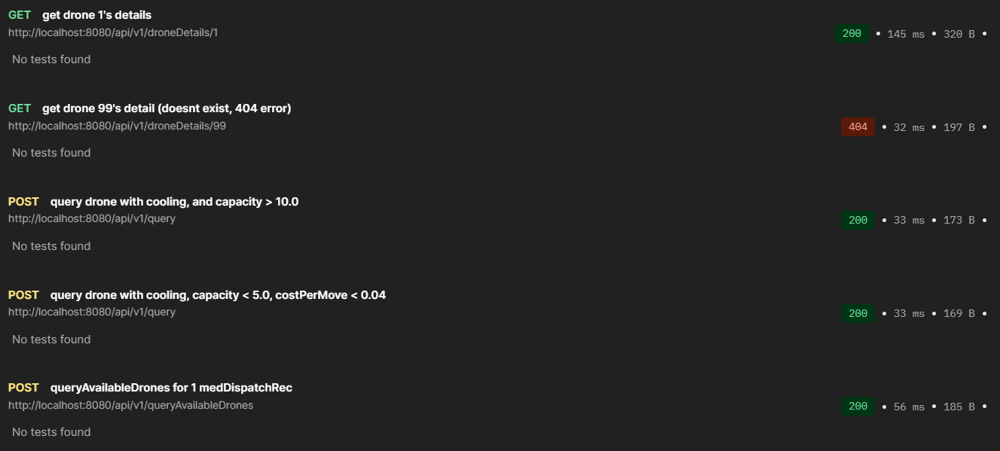 GET get drone 1's details
http://localhost:8080/api/v1/droneDetails/1
200 • 145 ms • 320 B •
No tests found
GET get drone 99's detail (doesnt exist, 404 error)
http://localhost:8080/api/v1/droneDetails/99
404 • 32 ms • 197 B •
No tests found
POST query drone with cooling, and capacity > 10.0
http://localhost:8080/api/v1/query
200 • 33 ms • 173 B •
No tests found
POST query drone with cooling, capacity < 5.0, costPerMove < 0.04
http://localhost:8080/api/v1/query
200 • 33 ms • 169 B •
No tests found
POST queryAvailableDrones for 1 medDispatchRec
http://localhost:8080/api/v1/queryAvailableDrones
200 • 56 ms • 185 B •
No tests found